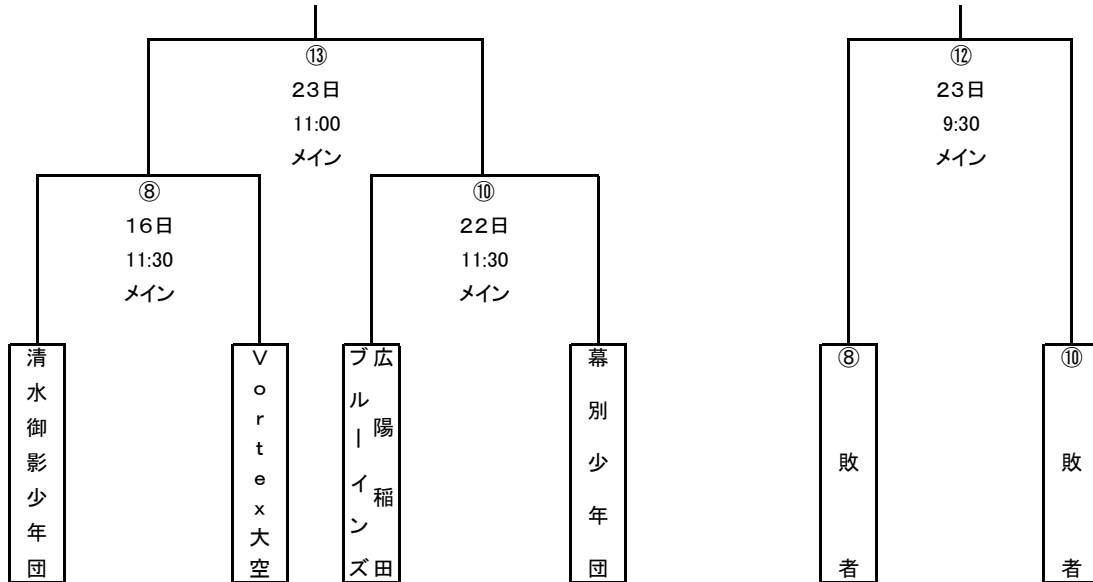 ⑬
23日
11:00
メイン
⑫
23日
9:30
メイン
⑧
16日
11:30
メイン
⑩
22日
11:30
メイン
清水御影少年団
Vortex大空
広陽稲田
ブルーインズ
幕別少年団
⑧敗者
⑩敗者